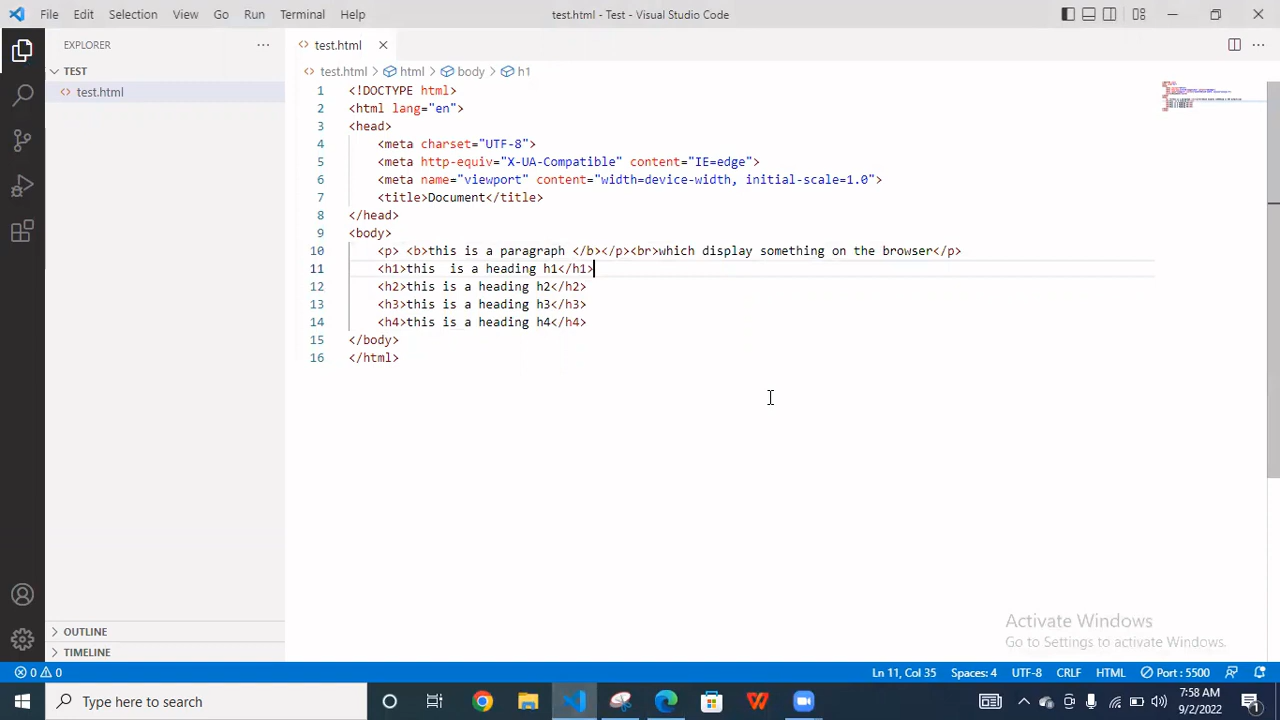 File Edit Selection View Go Run Terminal Help test.html - Test - Visual Studio Code
EXPLORER
TEST
test.html
OUTLINE
TIMELINE
test.html
test.html > html > body > h1
1 <!DOCTYPE html>
2 <html lang="en">
3 <head>
4 <meta charset="UTF-8">
5 <meta http-equiv="X-UA-Compatible" content="IE=edge">
6 <meta name="viewport" content="width=device-width, initial-scale=1.0">
7 <title>Document</title>
8 </head>
9 <body>
10 <p> <b>this is a paragraph </b></p><br>which display something on the browser</p>
11 <h1>this  is a heading h1</h1>
12 <h2>this is a heading h2</h2>
13 <h3>this is a heading h3</h3>
14 <h4>this is a heading h4</h4>
15 </body>
16 </html>
Activate Windows
Go to Settings to activate Windows.
0 0 Ln 11, Col 35 Spaces: 4 UTF-8 CRLF HTML Port : 5500
Type here to search
7:58 AM
9/2/2022
1